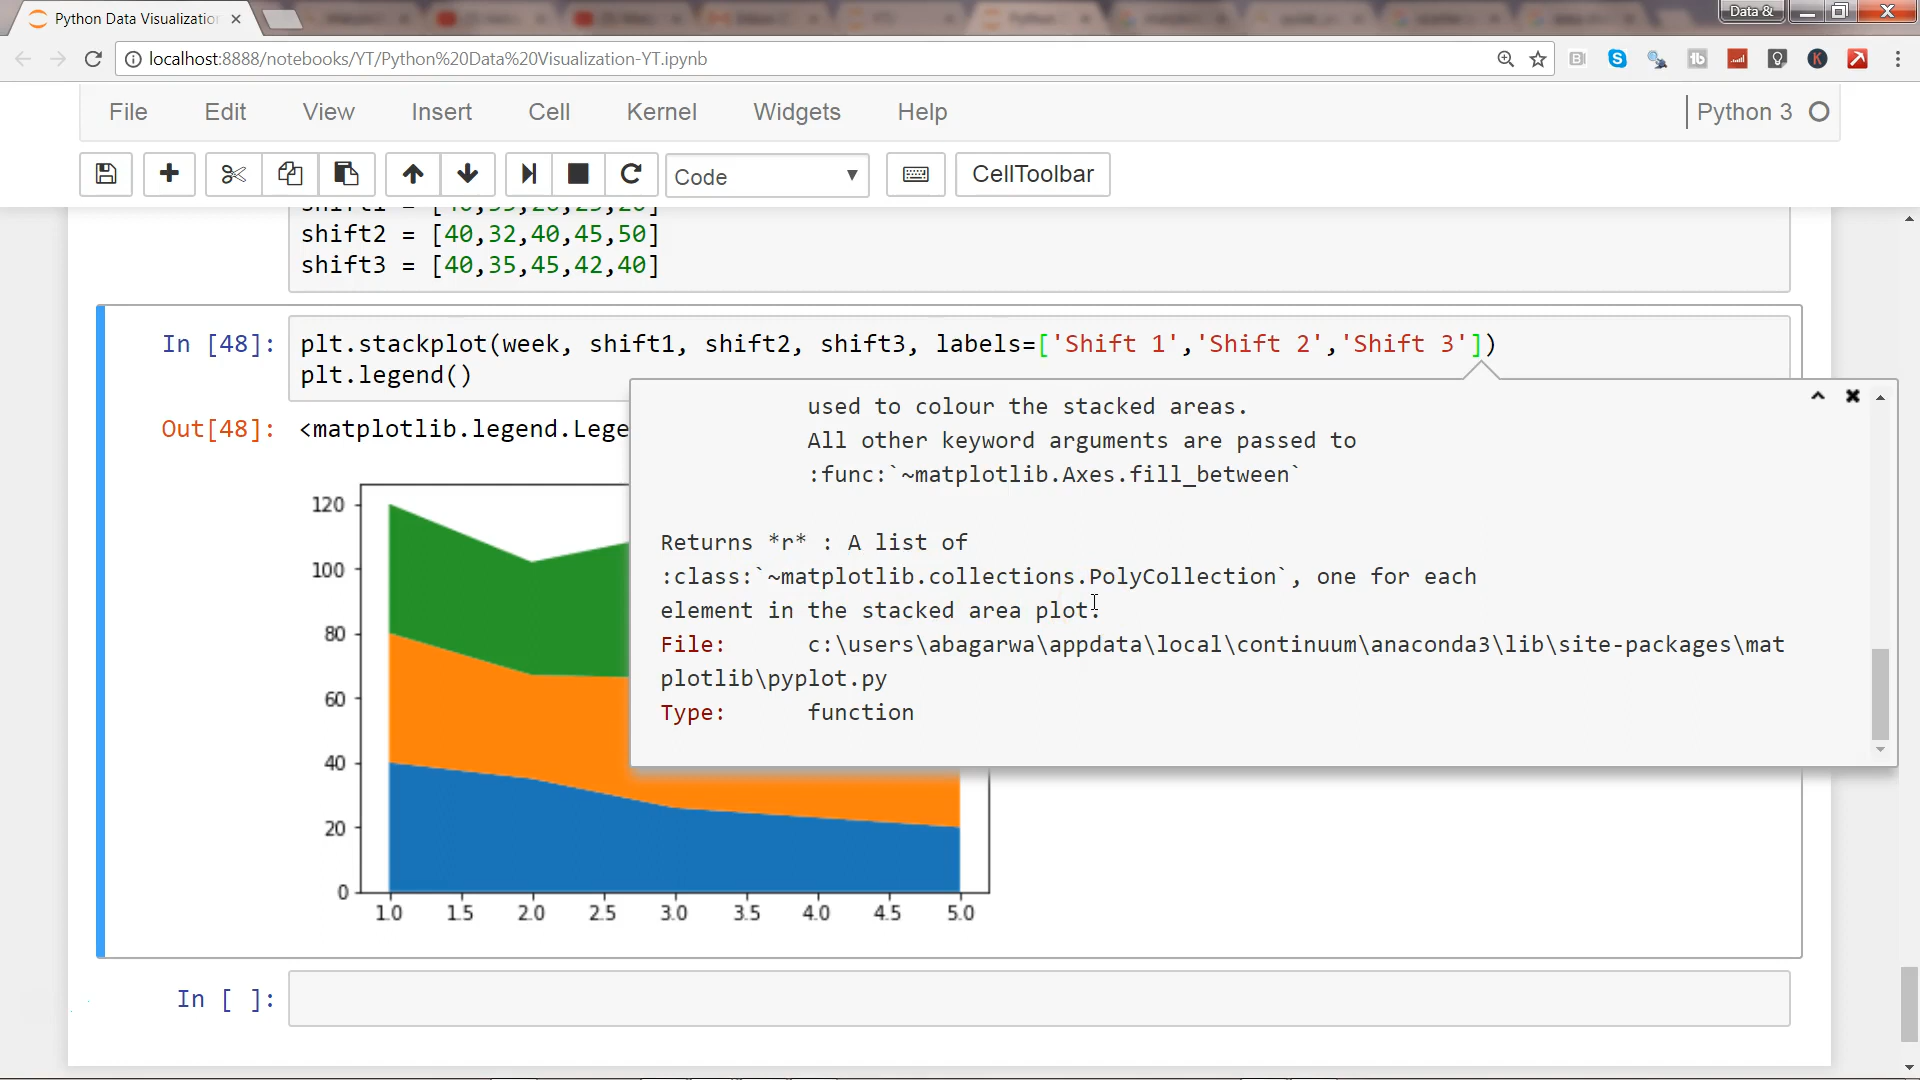 Python Data Visualization
Data &
localhost:8888/notebooks/YT/Python%20Data%20Visualization-YT.ipynb
File Edit View Insert Cell Kernel Widgets Help
Python 3
Code
CellToolbar
shift2 = [40,32,40,45,50]
shift3 = [40,35,45,42,40]
In [48]: plt.stackplot(week, shift1, shift2, shift3, labels=['Shift 1','Shift 2','Shift 3'])
plt.legend()
Out[48]: <matplotlib.legend.Lege
used to colour the stacked areas.
All other keyword arguments are passed to
:func:`~matplotlib.Axes.fill_between`
Returns *r* : A list of
:class:`~matplotlib.collections.PolyCollection`, one for each
element in the stacked area plot.
File: c:\users\abagarwa\appdata\local\continuum\anaconda3\lib\site-packages\mat
plotlib\pyplot.py
Type: function
120
100
80
60
40
20
0
1.0 1.5 2.0 2.5 3.0 3.5 4.0 4.5 5.0
In [ ]: